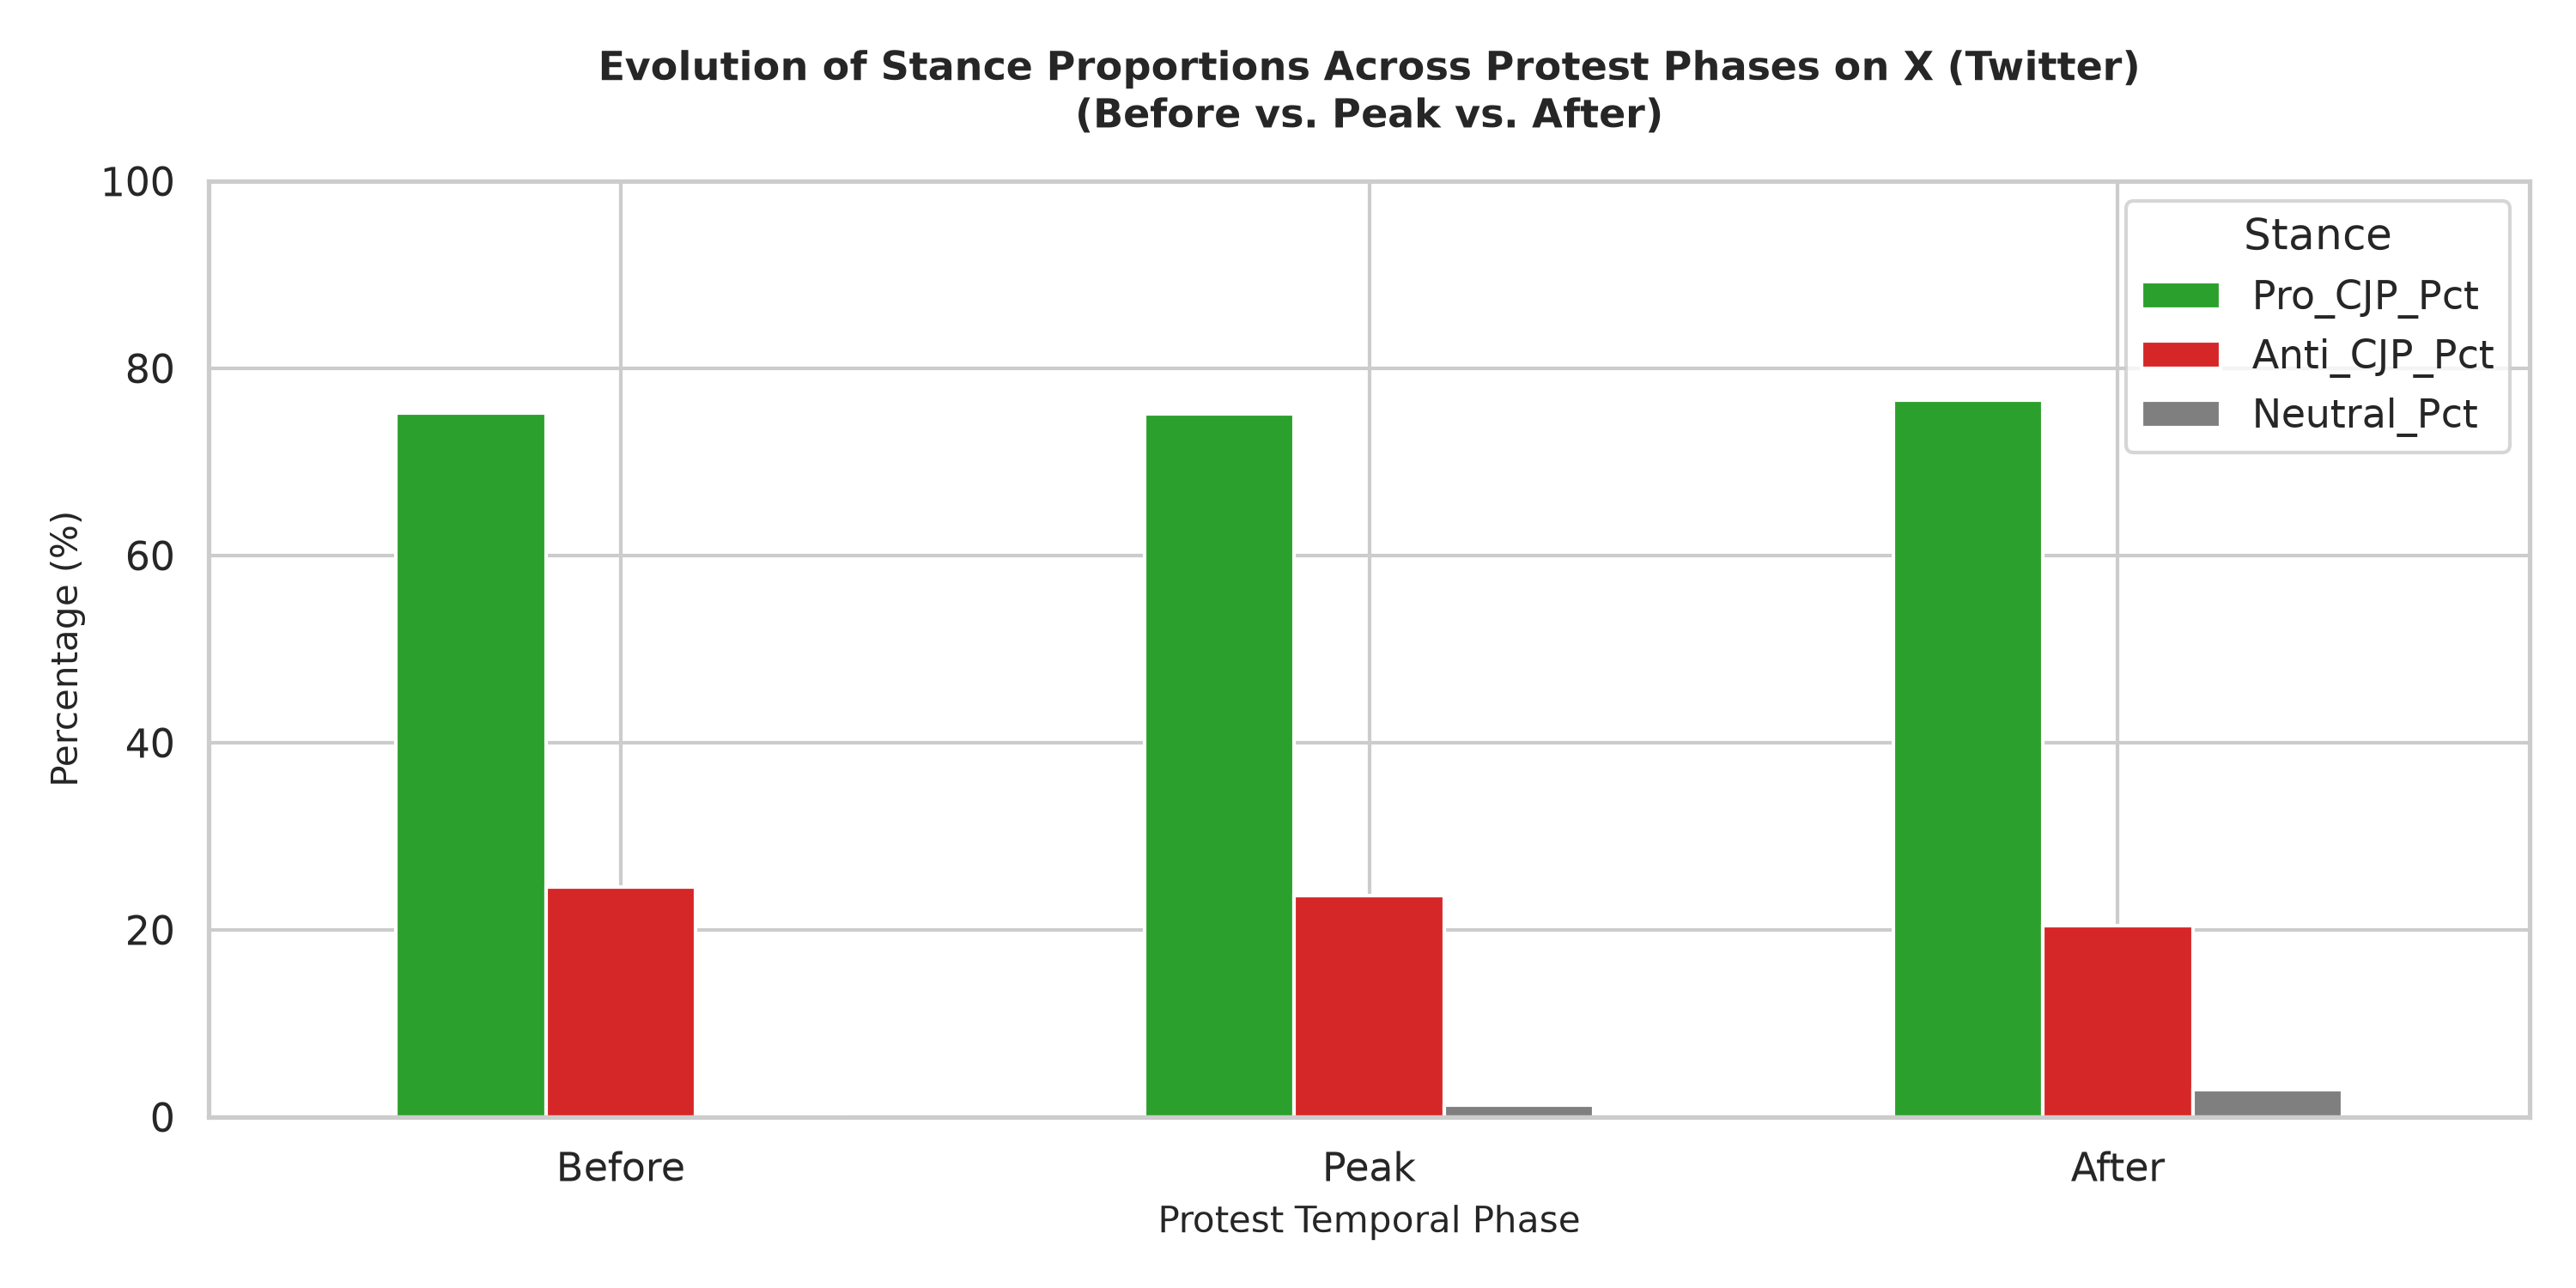 Evolution of Stance Proportions Across Protest Phases on X (Twitter)
(Before vs. Peak vs. After)
100
80
60
40
20
0
Percentage (%)
Stance
Pro_CJP_Pct
Anti_CJP_Pct
Neutral_Pct
Before
Peak
After
Protest Temporal Phase